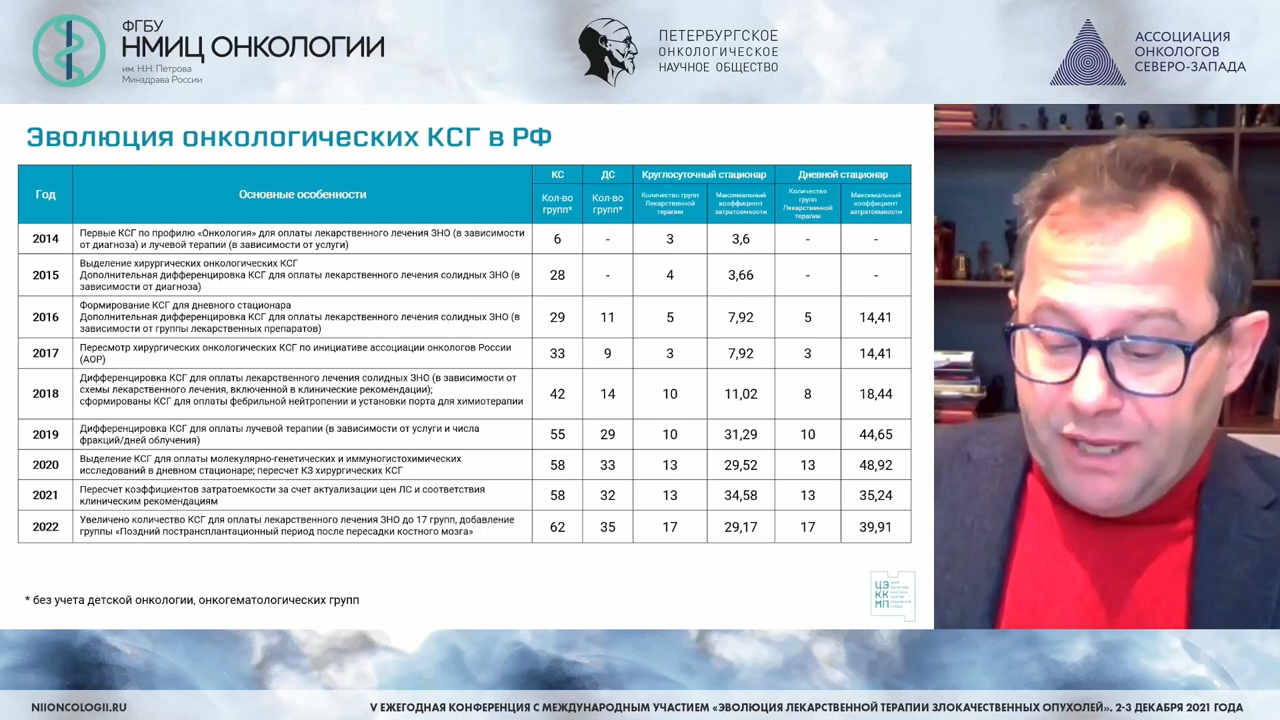 ФГБУ
НМИЦ ОНКОЛОГИИ
им. Н.Н. Петрова
Минздрава России
ПЕТЕРБУРГСКОЕ
ОНКОЛОГИЧЕСКОЕ
НАУЧНОЕ ОБЩЕСТВО
АССОЦИАЦИЯ
ОНКОЛОГОВ
СЕВЕРО-ЗАПАДА
Эволюция онкологических КСГ в РФ
Год
Основные особенности
КС
ДС
Круглосуточный стационар
Дневной стационар
Кол-во
групп*
Кол-во
групп*
Количество групп
Лекарственной
терапии
Максимальный
коэффициент
затратоемкости
Количество
групп
Лекарственной
терапии
Максимальный
коэффициент
затратоемкости
2014
Первые КСГ по профилю «Онкология» для оплаты лекарственного лечения ЗНО (в зависимости
от диагноза) и лучевой терапии (в зависимости от услуги)
6 - 3 3,6 - -
2015
Выделение хирургических онкологических КСГ
Дополнительная дифференцировка КСГ для оплаты лекарственного лечения солидных ЗНО (в
зависимости от диагноза)
28 - 4 3,66 - -
2016
Формирование КСГ для дневного стационара
Дополнительная дифференцировка КСГ для оплаты лекарственного лечения солидных ЗНО (в
зависимости от группы лекарственных препаратов)
29 11 5 7,92 5 14,41
2017
Пересмотр хирургических онкологических КСГ по инициативе ассоциации онкологов России
(АОР)
33 9 3 7,92 3 14,41
2018
Дифференцировка КСГ для оплаты лекарственного лечения солидных ЗНО (в зависимости от
схемы лекарственного лечения, включенной в клинические рекомендации);
сформированы КСГ для оплаты фебрильной нейтропении и установки порта для химиотерапии
42 14 10 11,02 8 18,44
2019
Дифференцировка КСГ для оплаты лучевой терапии (в зависимости от услуги и числа
фракций/дней облучения)
55 29 10 31,29 10 44,65
2020
Выделение КСГ для оплаты молекулярно-генетических и иммуногистохимических
исследований в дневном стационаре; пересчет КЗ хирургических КСГ
58 33 13 29,52 13 48,92
2021
Пересчет коэффициентов затратоемкости за счет актуализации цен ЛС и соответствия
клиническим рекомендациям
58 32 13 34,58 13 35,24
2022
Увеличено количество КСГ для оплаты лекарственного лечения ЗНО до 17 групп, добавление
группы «Поздний посттрансплантационный период после пересадки костного мозга»
62 35 17 29,17 17 39,91
* без учета детской онкологии, онкогематологических групп
ЦЭ
КК
МП
NIIONCOLOGII.RU
V ЕЖЕГОДНАЯ КОНФЕРЕНЦИЯ С МЕЖДУНАРОДНЫМ УЧАСТИЕМ «ЭВОЛЮЦИЯ ЛЕКАРСТВЕННОЙ ТЕРАПИИ ЗЛОКАЧЕСТВЕННЫХ ОПУХОЛЕЙ». 2-3 ДЕКАБРЯ 2021 ГОДА